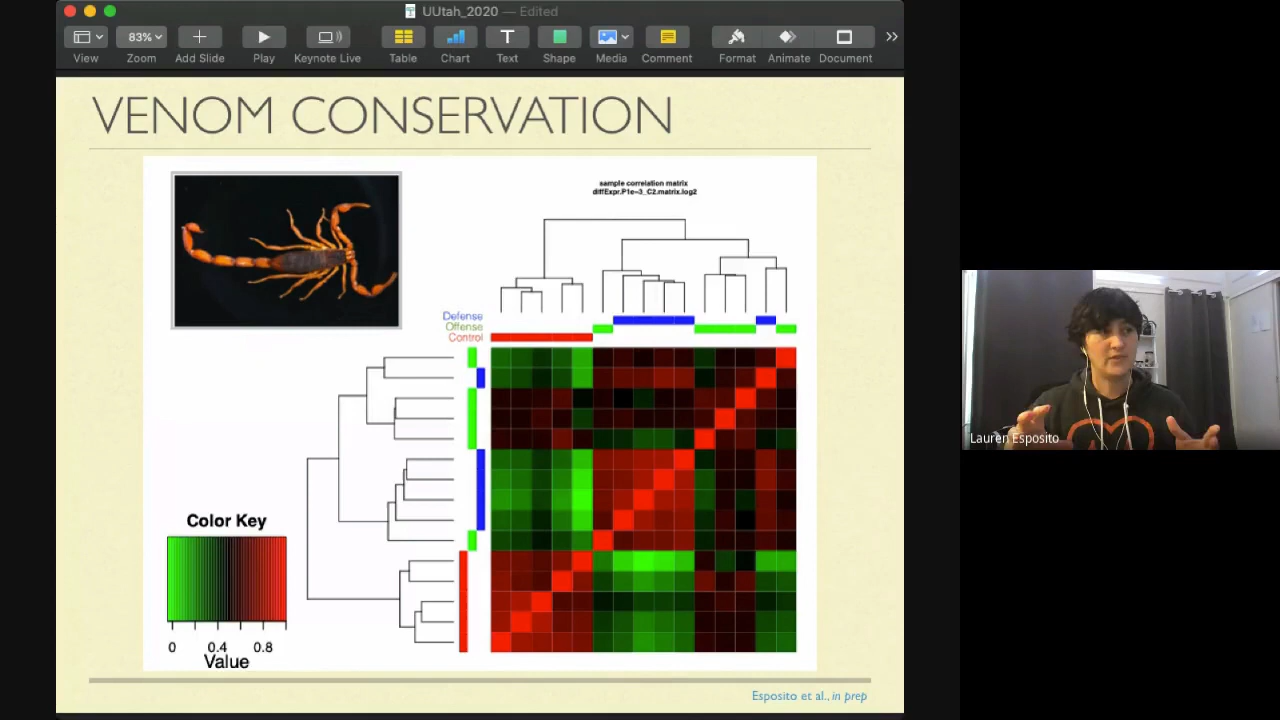 UUtah_2020 — Edited
83%
View
Zoom
Add Slide
Play
Keynote Live
Table
Chart
Text
Shape
Media
Comment
Format
Animate
Document
VENOM CONSERVATION
sample correlation matrix
diffExpr.P1e-3_C2.matrix.log2
Defense
Offense
Control
Color Key
0 0.4 0.8
Value
Esposito et al., in prep
Lauren Esposito